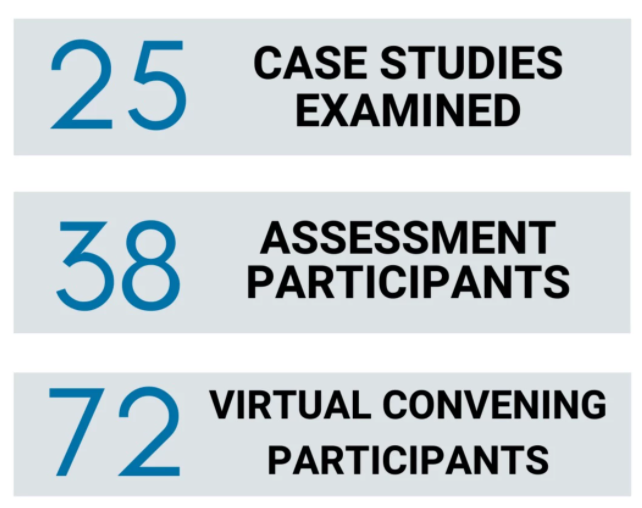 25
CASE STUDIES
EXAMINED
38
ASSESSMENT
PARTICIPANTS
72
VIRTUAL CONVENING
PARTICIPANTS